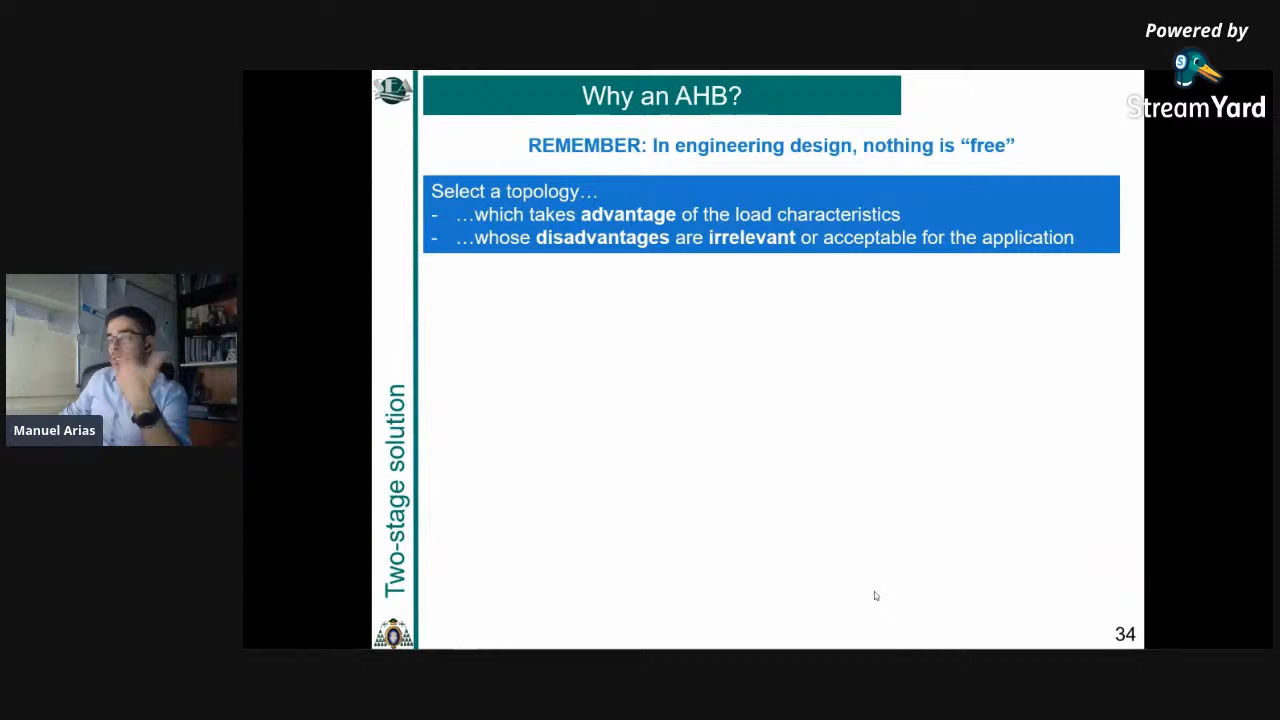 Powered by
StreamYard
SEA
Why an AHB?
REMEMBER: In engineering design, nothing is “free”
Select a topology…
- …which takes advantage of the load characteristics
- …whose disadvantages are irrelevant or acceptable for the application
Manuel Arias
Two-stage solution
34